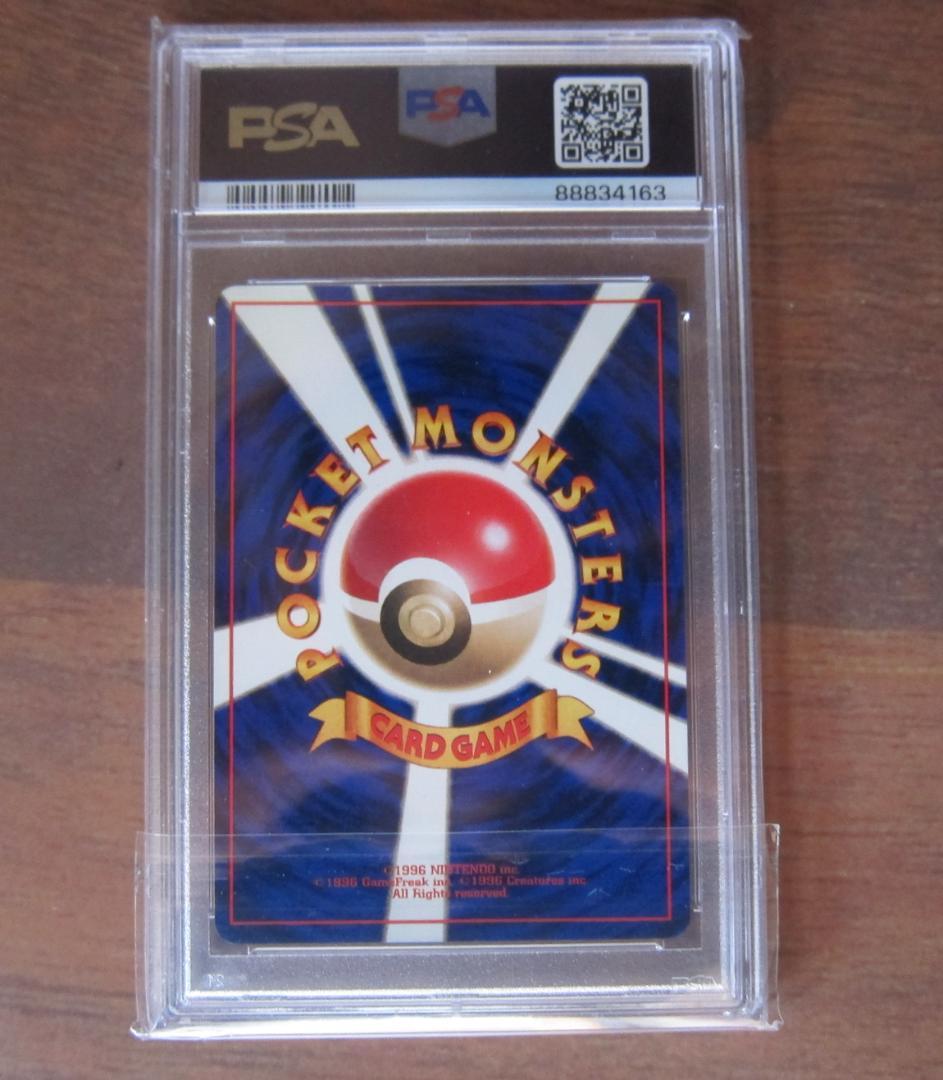 PSA PSA
88834163
POCKET MONSTERS
CARD GAME
©1996 NINTENDO inc.
©1996 GameFreak inc. ©1996 Creatures inc.
All Rights reserved.